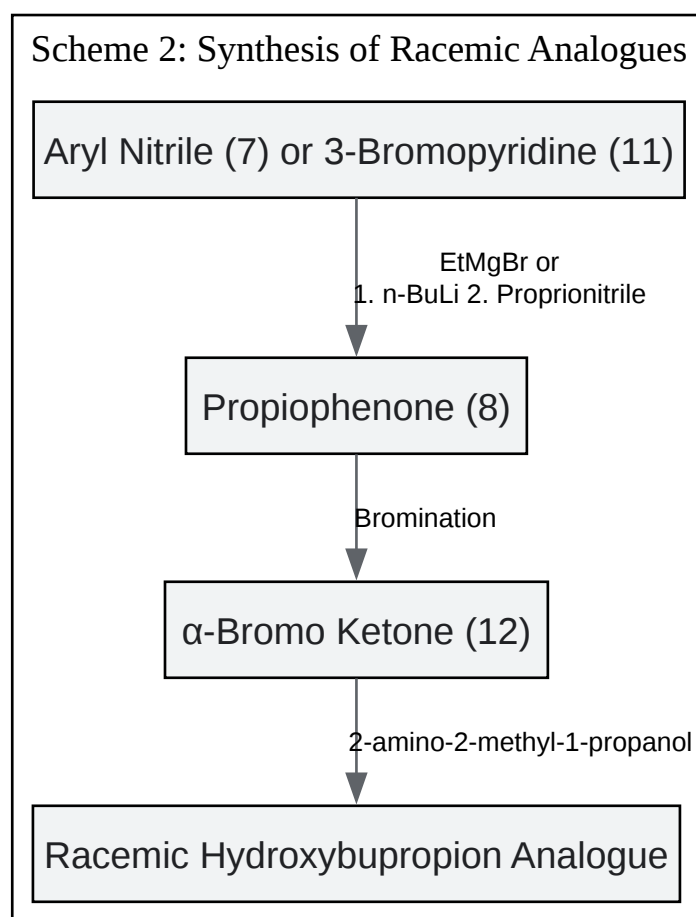 Scheme 2: Synthesis of Racemic Analogues
Aryl Nitrile (7) or 3-Bromopyridine (11)
EtMgBr or
1. n-BuLi 2. Proprionitrile
Propiophenone (8)
Bromination
α-Bromo Ketone (12)
2-amino-2-methyl-1-propanol
Racemic Hydroxybupropion Analogue